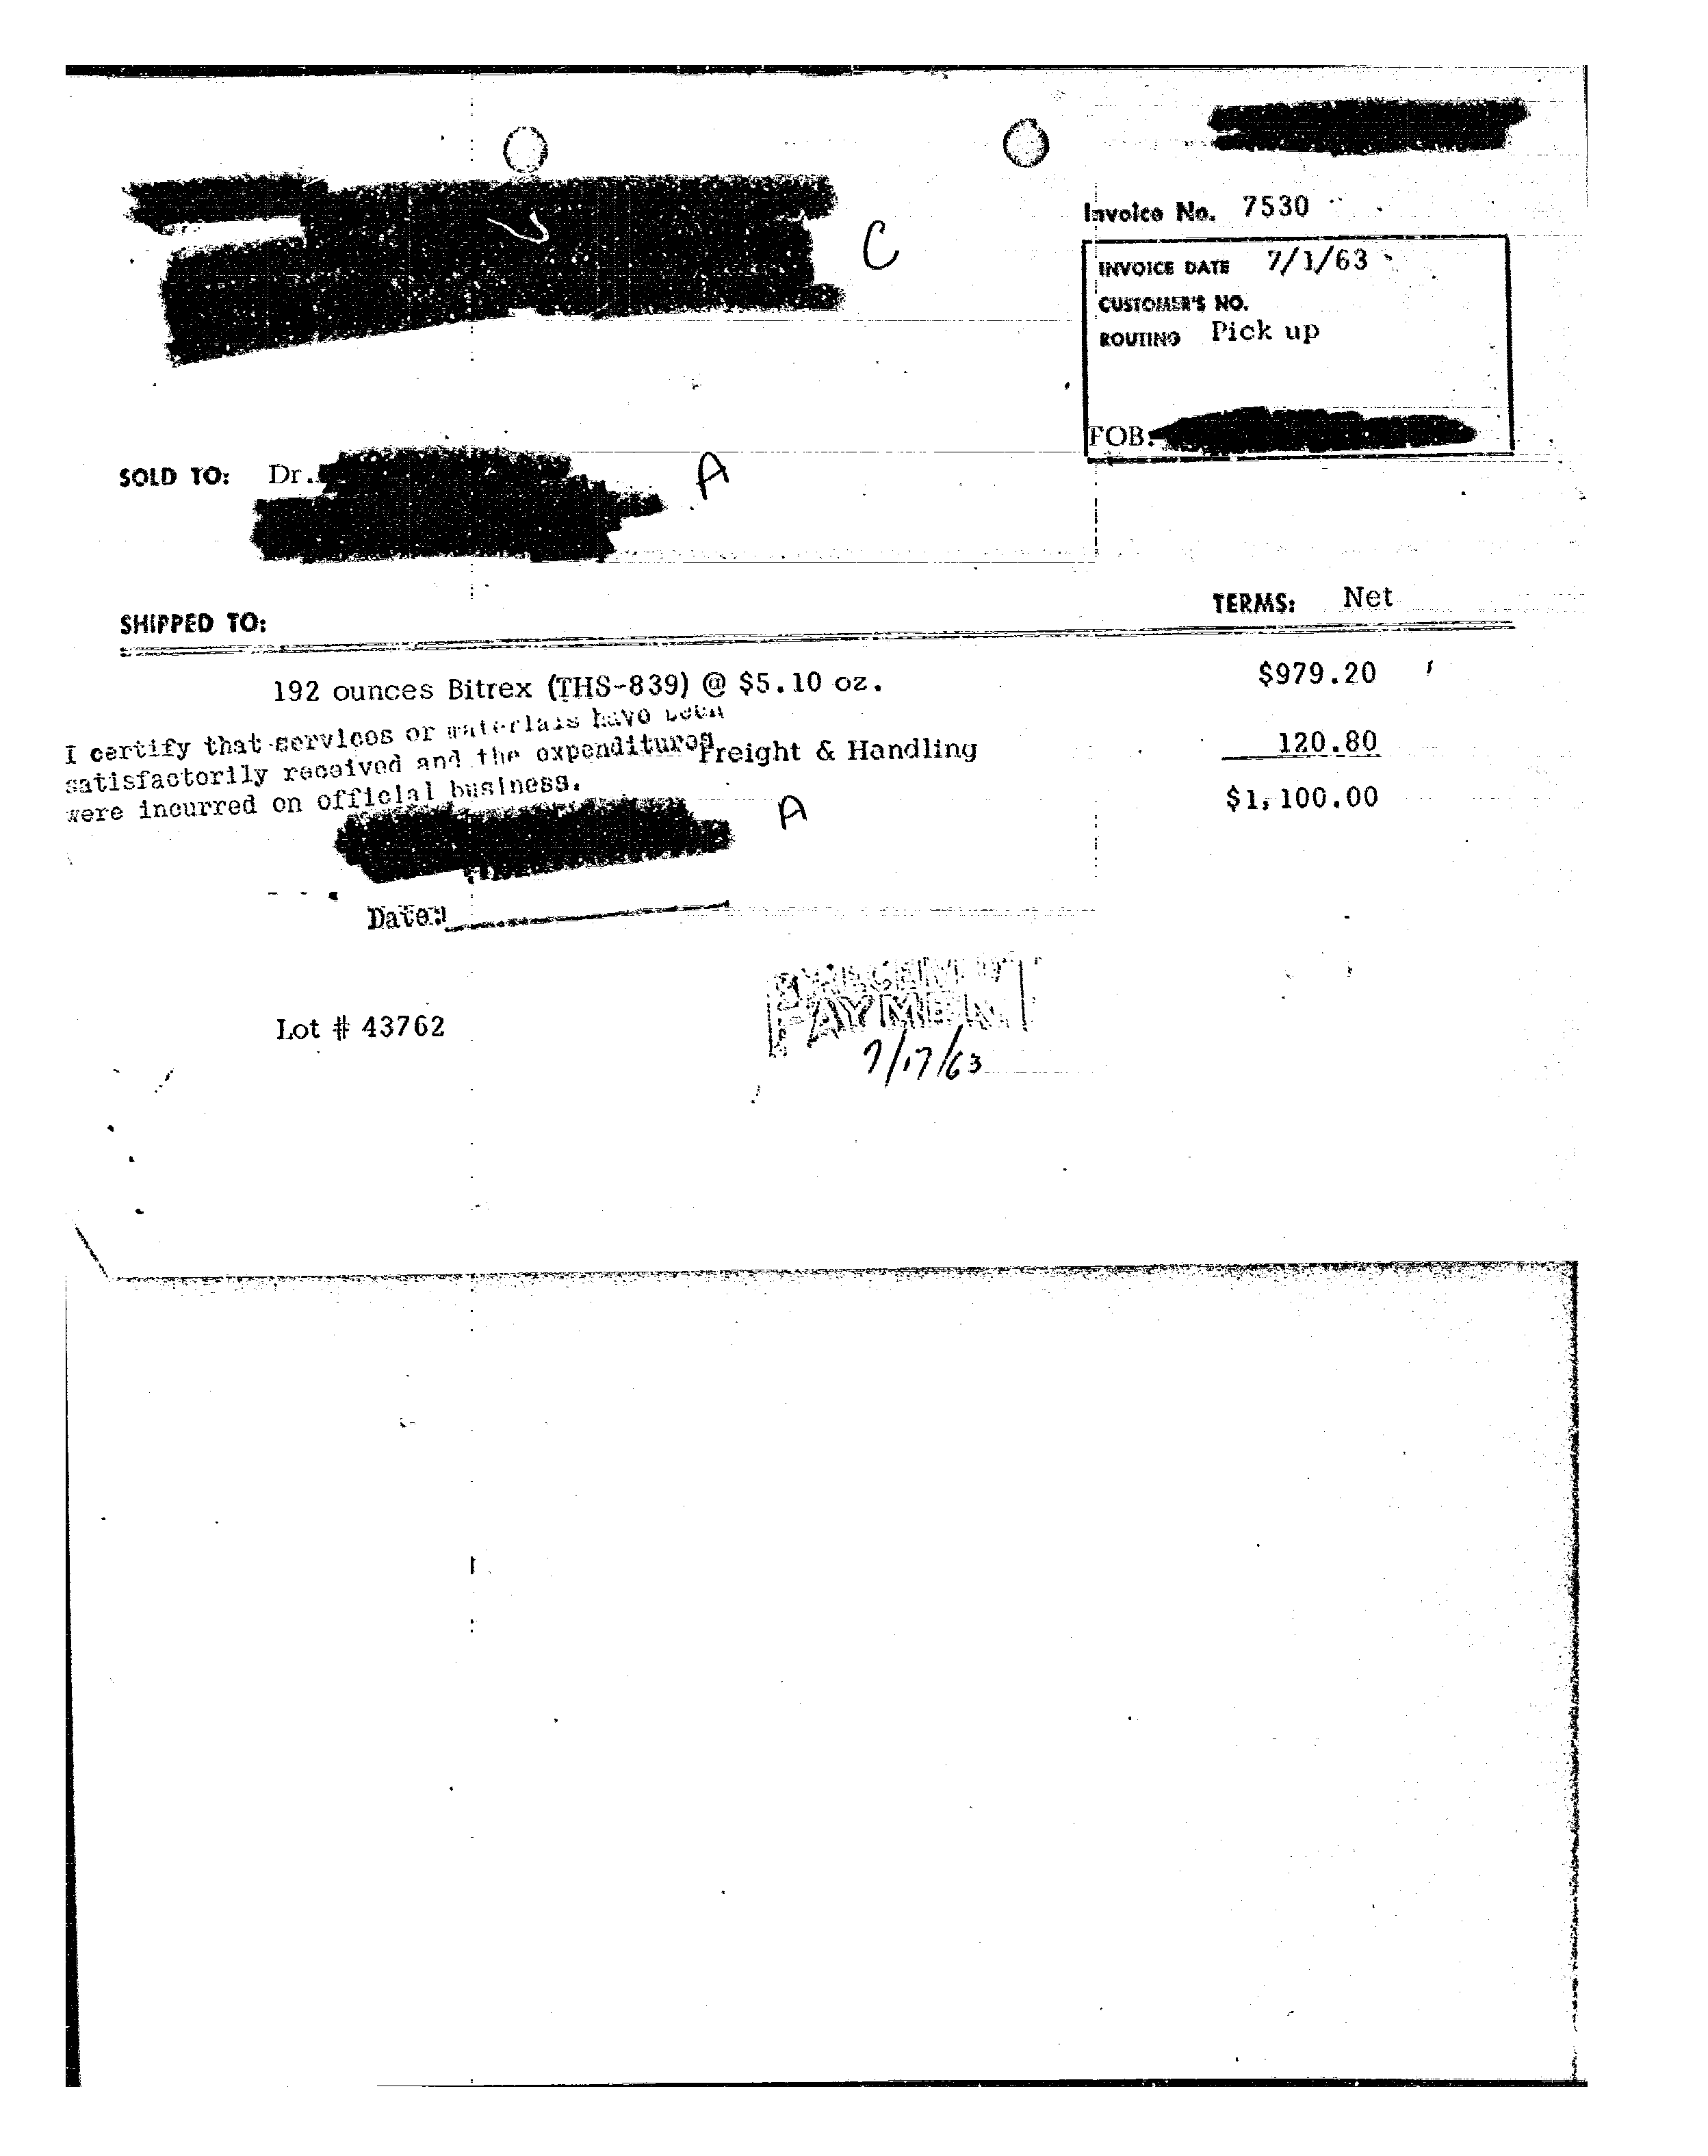 C
Invoice No. 7530
INVOICE DATE 7/1/63
CUSTOMER'S NO.
ROUTING Pick up
FOB.
SOLD TO: Dr.
A
SHIPPED TO:
TERMS: Net
192 ounces Bitrex (THS-839) @ $5.10 oz. $979.20
I certify that services or materials have been
satisfactorily received and the expenditures
were incurred on official business.
Freight & Handling 120.80
$1,100.00
A
Date:
Lot # 43762
PAYMENT
7/17/63